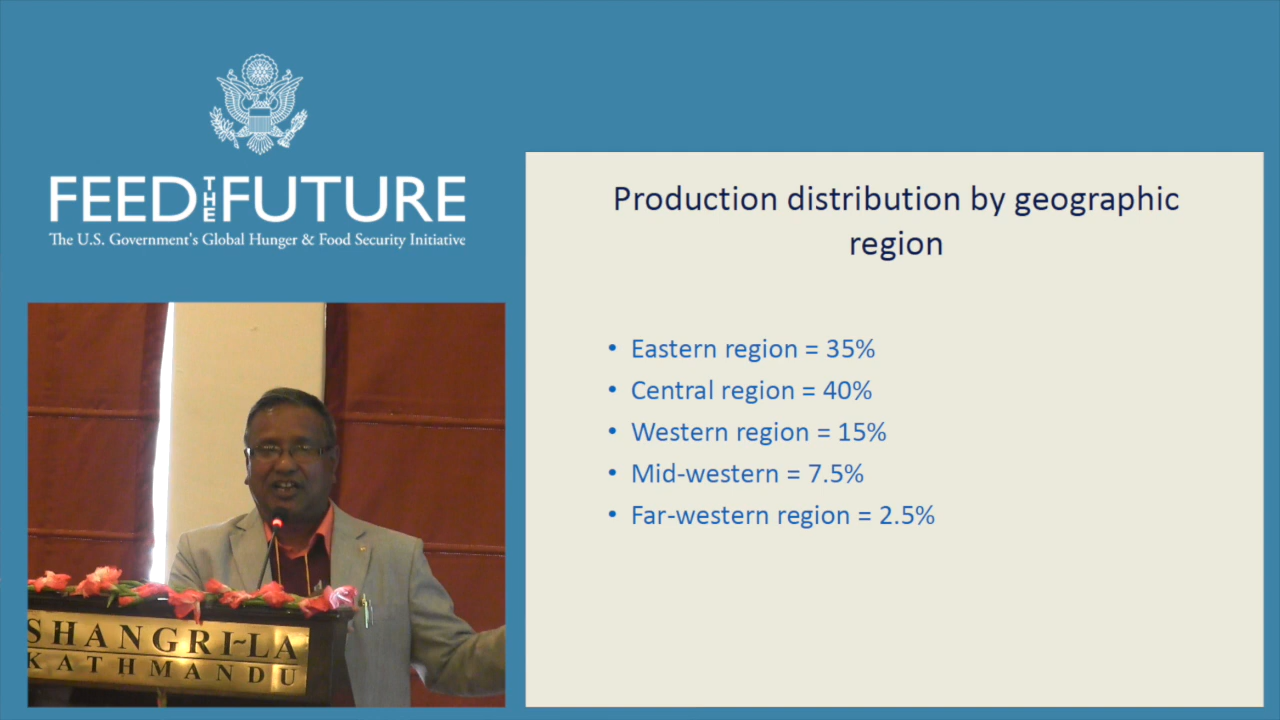 FEED THE FUTURE
The U.S. Government's Global Hunger & Food Security Initiative
Production distribution by geographic
region
• Eastern region = 35%
• Central region = 40%
• Western region = 15%
• Mid-western = 7.5%
• Far-western region = 2.5%
SHANGRI~LA
KATHMANDU